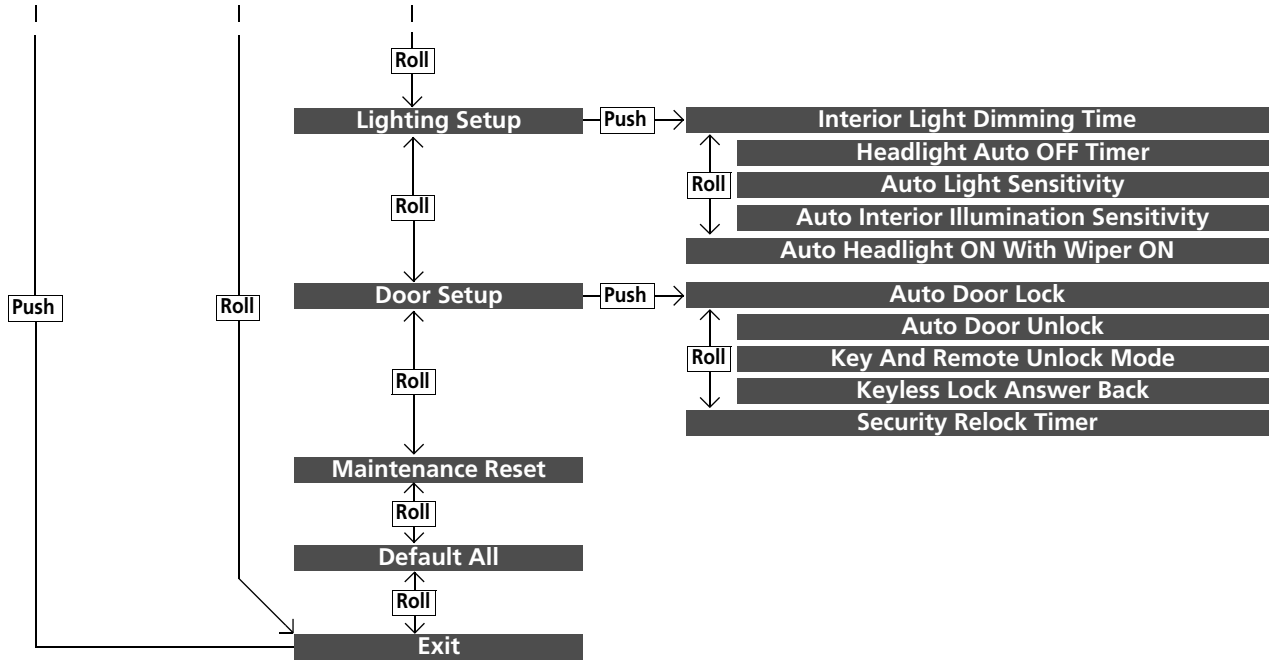 Roll
Lighting Setup
Push
Interior Light Dimming Time
Headlight Auto OFF Timer
Roll
Auto Light Sensitivity
Roll
Auto Interior Illumination Sensitivity
Auto Headlight ON With Wiper ON
Push
Roll
Door Setup
Push
Auto Door Lock
Auto Door Unlock
Roll
Key And Remote Unlock Mode
Roll
Keyless Lock Answer Back
Security Relock Timer
Maintenance Reset
Roll
Default All
Roll
Exit